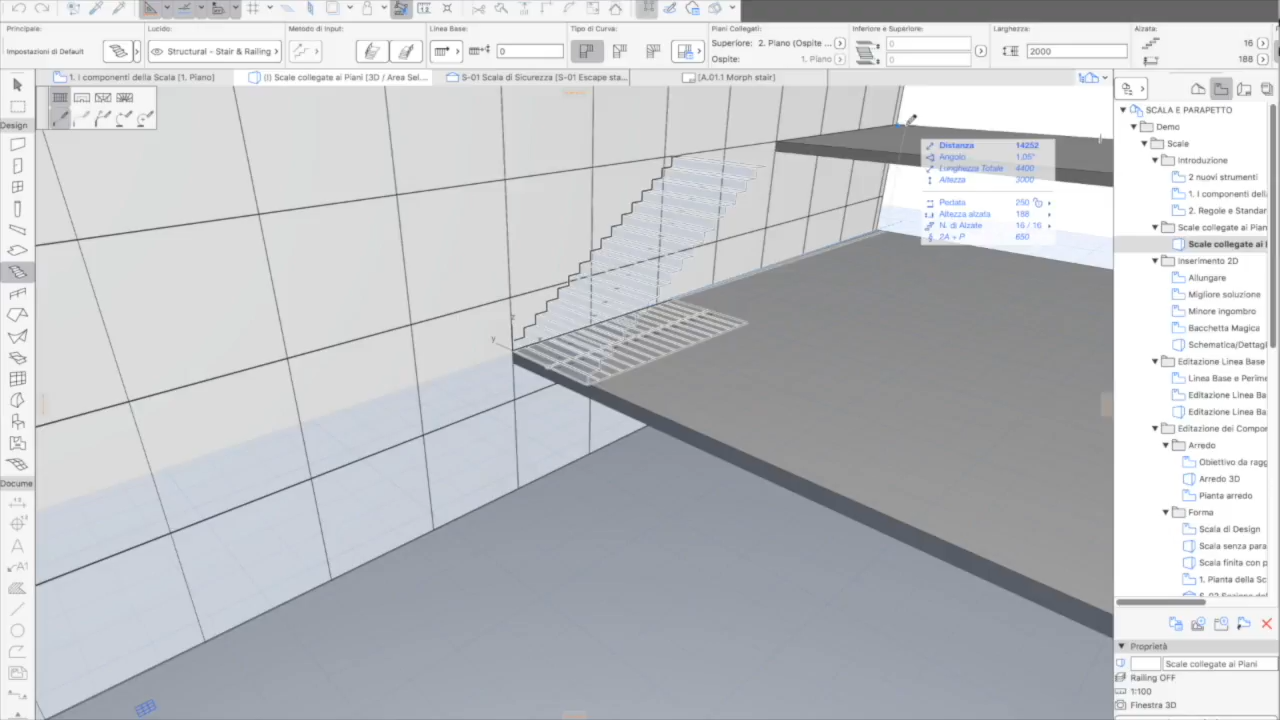 Principale:
Lucido:
Metodo di Input:
Linea Base:
Tipo di Curva:
Piani Collegati:
Inferiore e Superiore:
Larghezza:
Alzata:
Impostazioni di Default
Structural - Stair & Railing
0
Superiore: 2. Piano (Ospite ...
Ospite: 1. Piano
0
0
2000
16
188
1. I componenti della Scala [1. Piano]
(I) Scale collegate ai Piani [3D / Area Sel...
S-01 Scala di Sicurezza [S-01 Escape sta...
[A.01.1 Morph stair]
Design
Docume
Distanza 14252
Angolo 1,05°
Lunghezza Totale 4400
Altezza 3000
Pedata 250
Altezza alzata 188
N. di Alzate 16 / 16
2A + P 650
SCALA E PARAPETTO
Demo
Scale
Introduzione
2 nuovi strumenti
1. I componenti dell
2. Regole e Standar
Scale collegate ai Pian
Scale collegate ai
Inserimento 2D
Allungare
Migliore soluzione
Minore ingombro
Bacchetta Magica
Schematica/Dettagl
Editazione Linea Base
Linea Base e Perime
Editazione Linea Ba
Editazione Linea Ba
Editazione dei Compor
Arredo
Obiettivo da ragg
Arredo 3D
Pianta arredo
Forma
Scala di Design
Scala senza para
Scala finita con p
1. Pianta della Sc
Proprietà
Scale collegate ai Piani
Railing OFF
1:100
Finestra 3D